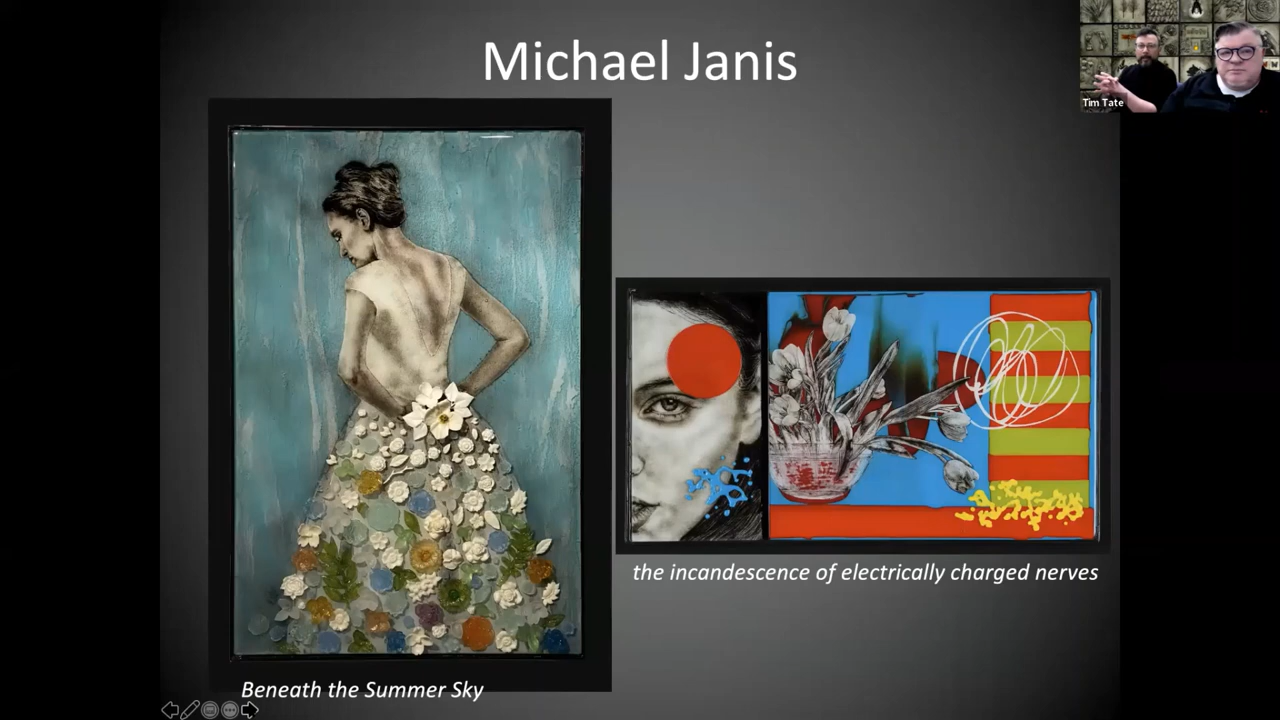 Michael Janis
Tim Tate
the incandescence of electrically charged nerves
Beneath the Summer Sky